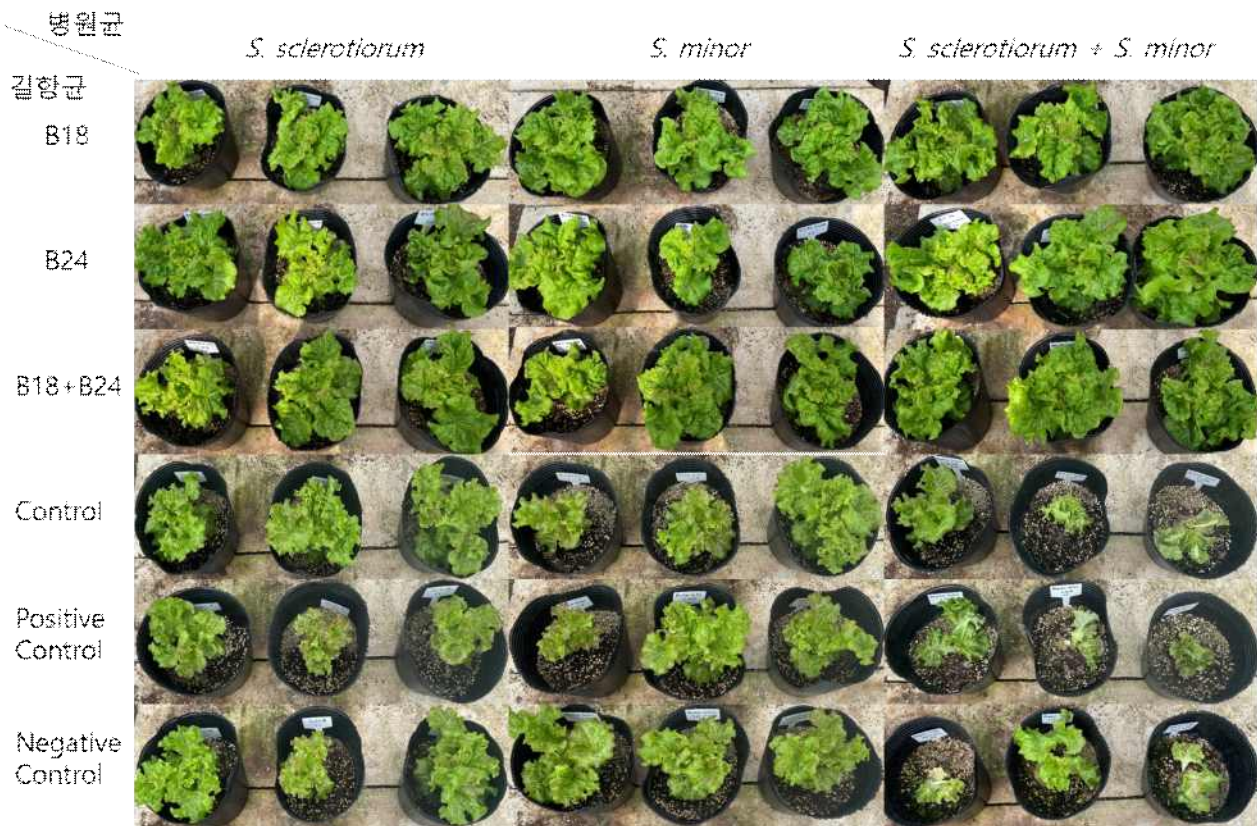 병원균
S. sclerotiorum
S. minor
S. sclerotiorum + S. minor
길항균
B18
B24
B18+B24
Control
Positive
Control
Negative
Control